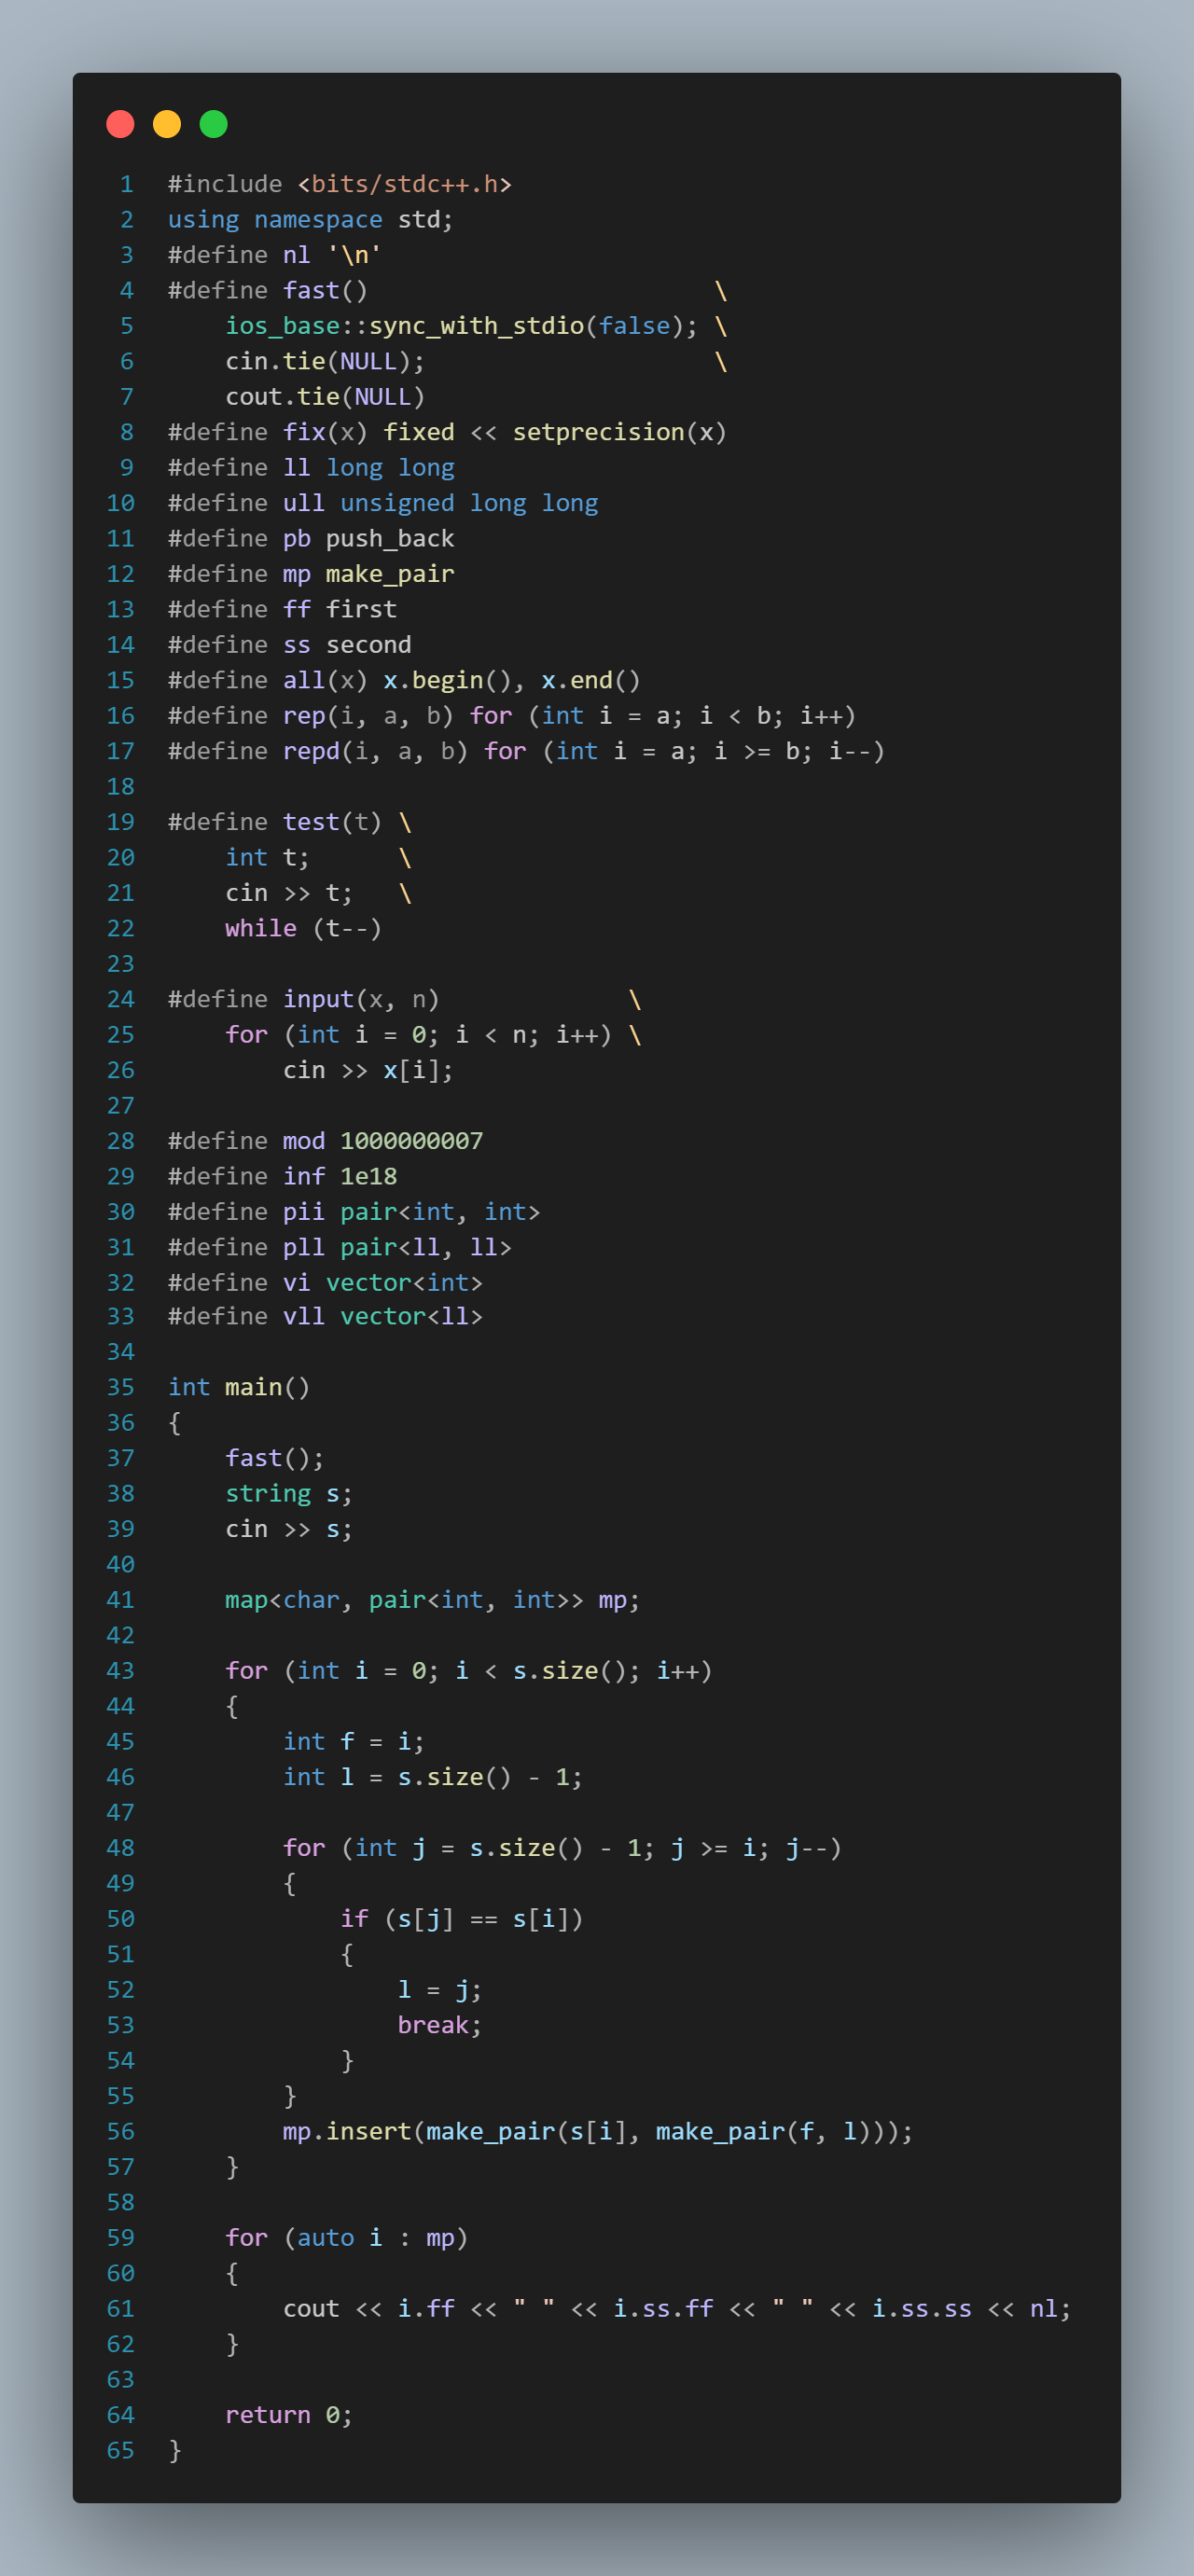 1 #include <bits/stdc++.h>
2 using namespace std;
3 #define nl '\n'
4 #define fast()                        \
5     ios_base::sync_with_stdio(false); \
6     cin.tie(NULL);                    \
7     cout.tie(NULL)
8 #define fix(x) fixed << setprecision(x)
9 #define ll long long
10 #define ull unsigned long long
11 #define pb push_back
12 #define mp make_pair
13 #define ff first
14 #define ss second
15 #define all(x) x.begin(), x.end()
16 #define rep(i, a, b) for (int i = a; i < b; i++)
17 #define repd(i, a, b) for (int i = a; i >= b; i--)
18
19 #define test(t) \
20     int t;      \
21     cin >> t;   \
22     while (t--)
23
24 #define input(x, n)             \
25     for (int i = 0; i < n; i++) \
26         cin >> x[i];
27
28 #define mod 1000000007
29 #define inf 1e18
30 #define pii pair<int, int>
31 #define pll pair<ll, ll>
32 #define vi vector<int>
33 #define vll vector<ll>
34
35 int main()
36 {
37     fast();
38     string s;
39     cin >> s;
40
41     map<char, pair<int, int>> mp;
42
43     for (int i = 0; i < s.size(); i++)
44     {
45         int f = i;
46         int l = s.size() - 1;
47
48         for (int j = s.size() - 1; j >= i; j--)
49         {
50             if (s[j] == s[i])
51             {
52                 l = j;
53                 break;
54             }
55         }
56         mp.insert(make_pair(s[i], make_pair(f, l)));
57     }
58
59     for (auto i : mp)
60     {
61         cout << i.ff << " " << i.ss.ff << " " << i.ss.ss << nl;
62     }
63
64     return 0;
65 }